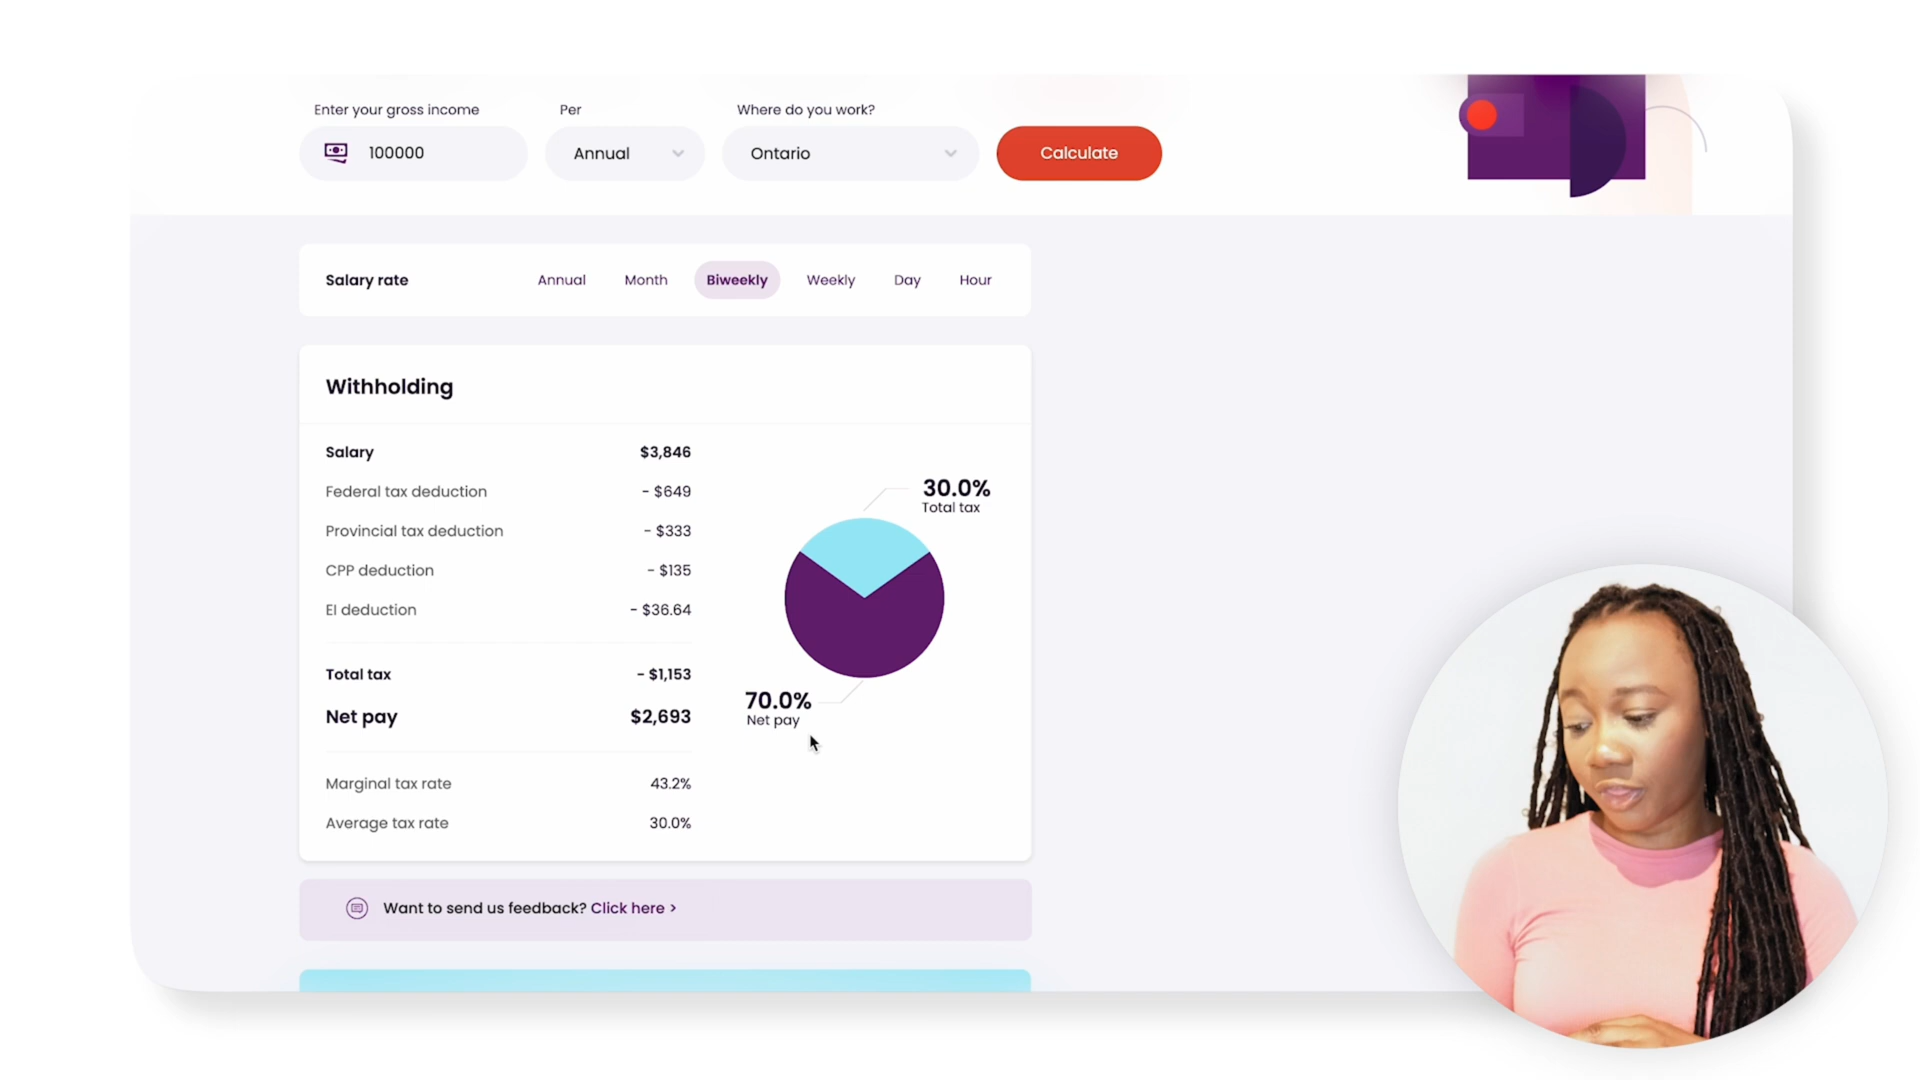 Enter your gross income Per Where do you work?
100000 Annual Ontario Calculate
Salary rate Annual Month Biweekly Weekly Day Hour
Withholding
Salary $3,846
Federal tax deduction - $649
Provincial tax deduction - $333
CPP deduction - $135
EI deduction - $36.64
Total tax - $1,153
Net pay $2,693
Marginal tax rate 43.2%
Average tax rate 30.0%
30.0%
Total tax
70.0%
Net pay
Want to send us feedback? Click here >